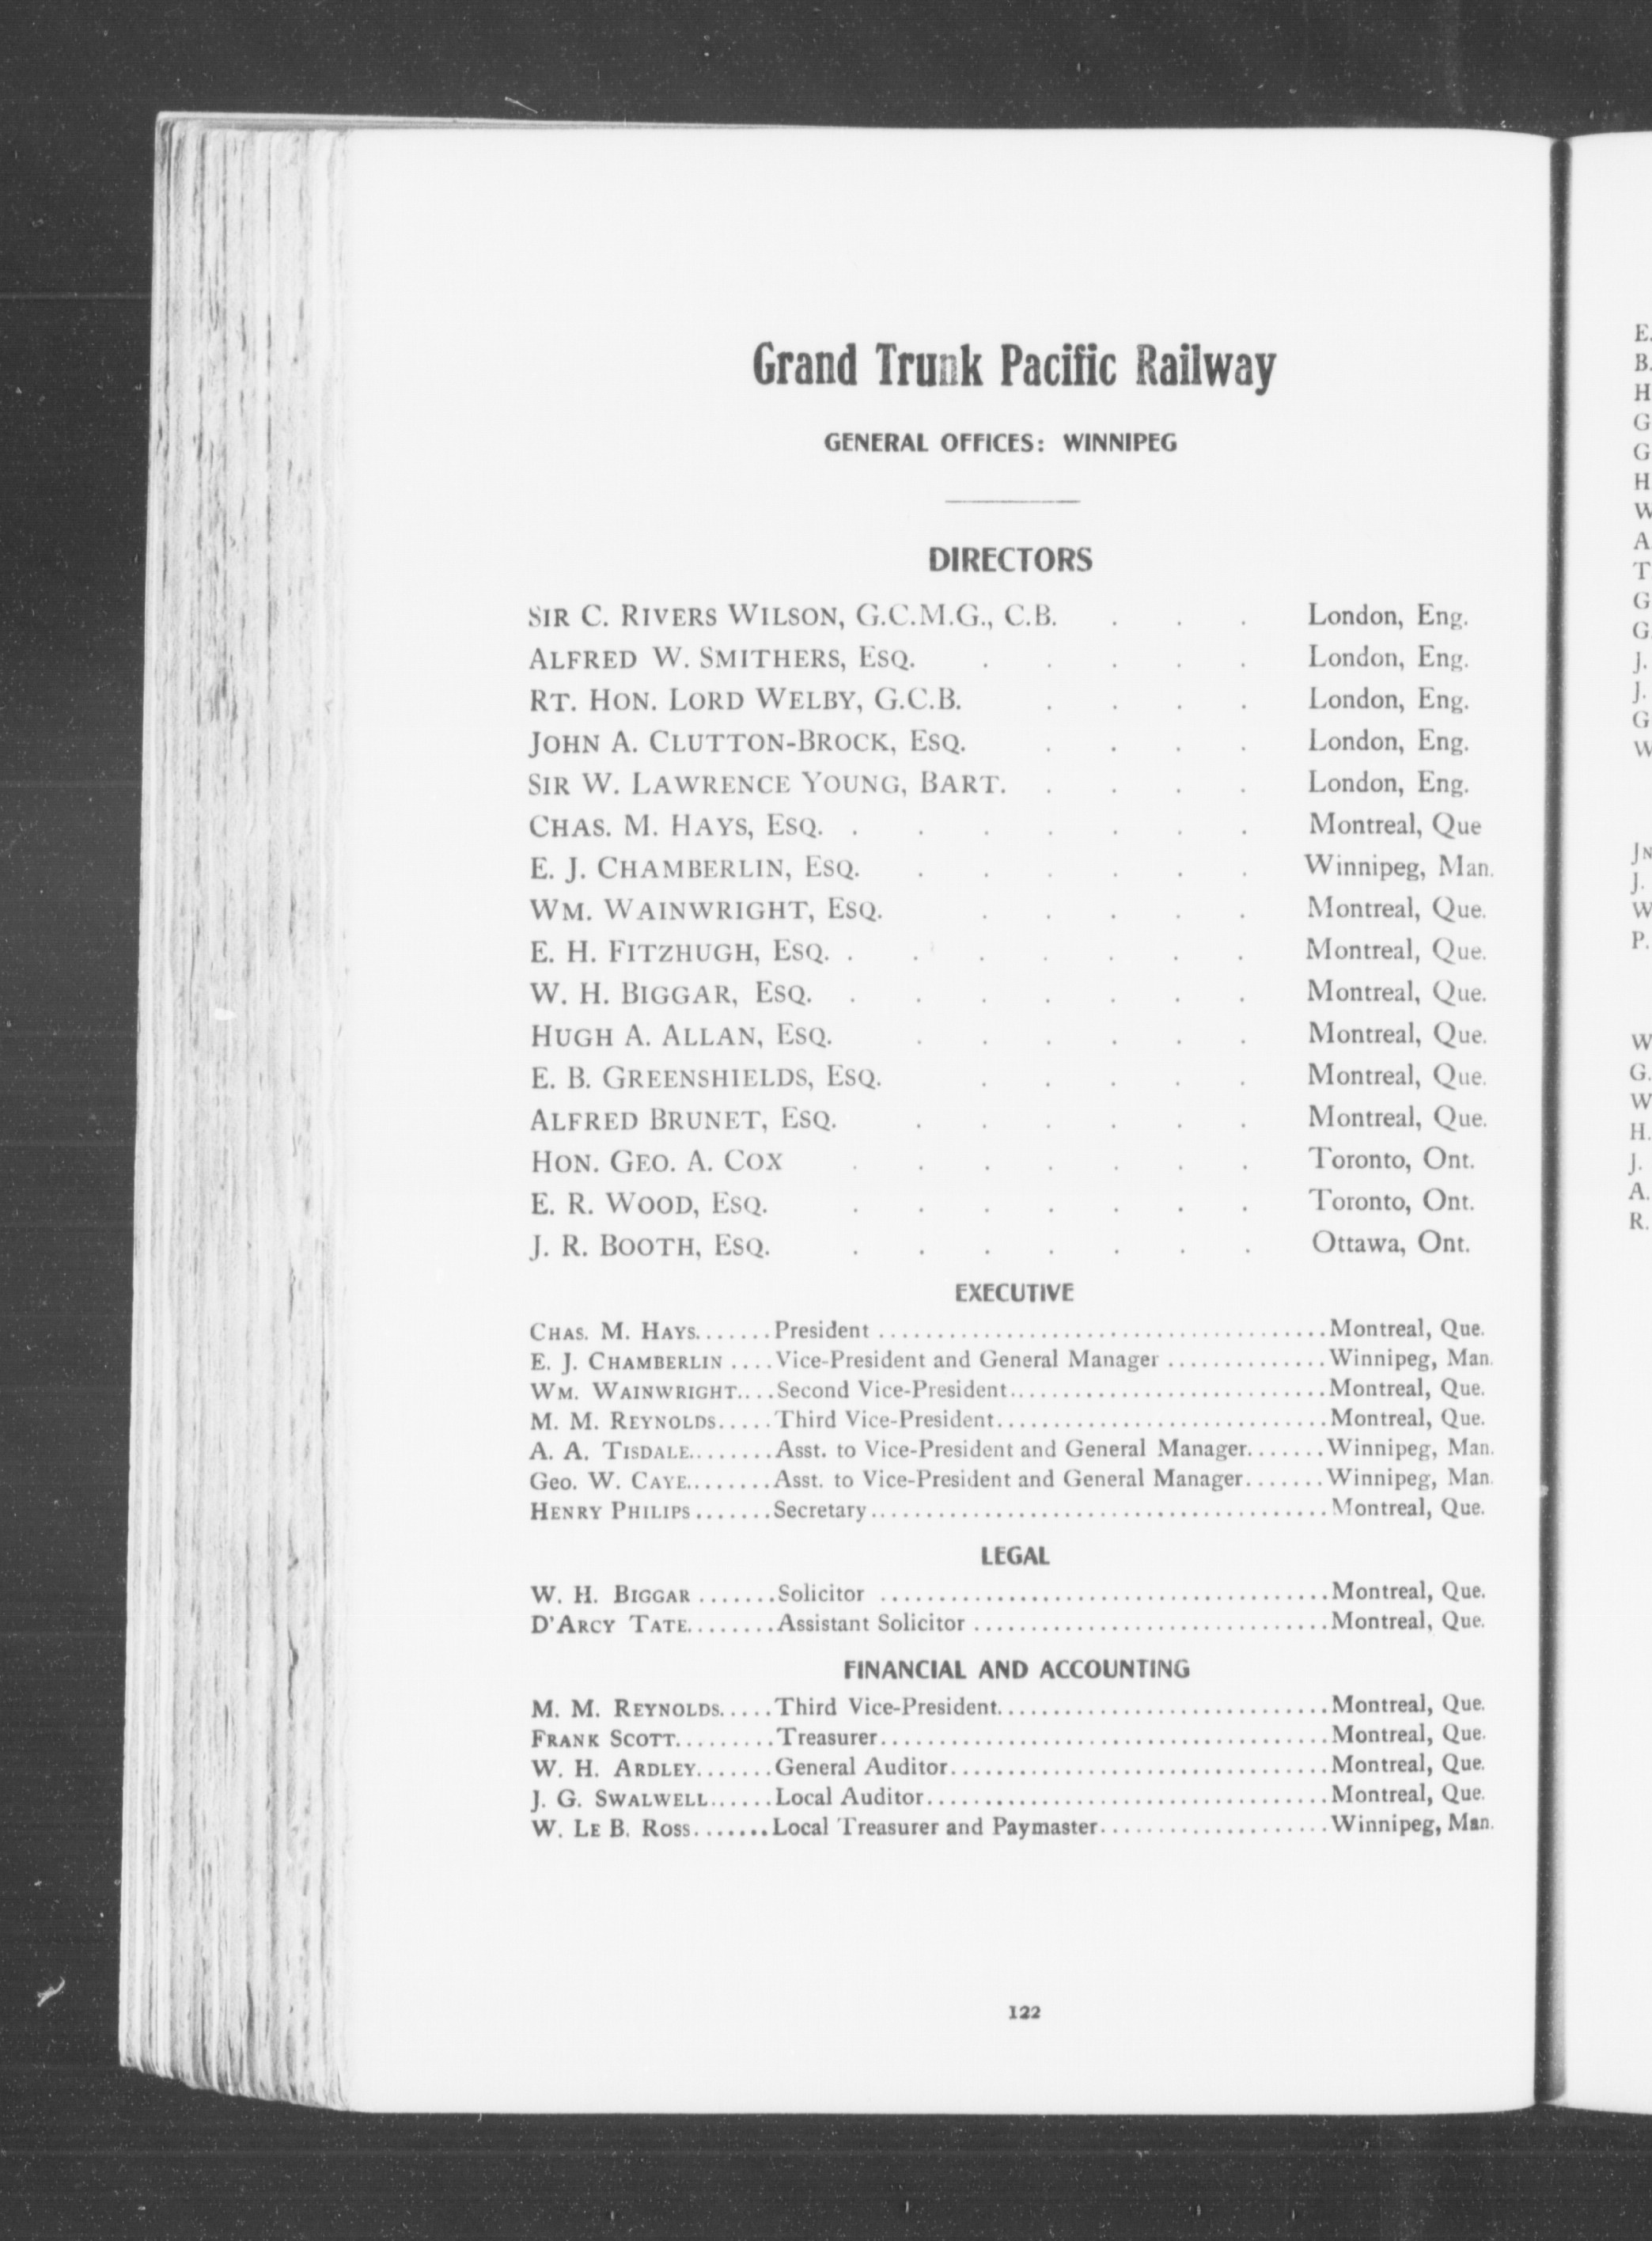 Grand Trunk Pacific Railway
GENERAL OFFICES: WINNIPEG
DIRECTORS
SIR C. RIVERS WILSON, G.C.M.G., C.B. . . . London, Eng.
ALFRED W. SMITHERS, ESQ. . . . . . London, Eng.
RT. HON. LORD WELBY, G.C.B. . . . . London, Eng.
JOHN A. CLUTTON-BROCK, ESQ. . . . . London, Eng.
SIR W. LAWRENCE YOUNG, BART. . . . . London, Eng.
CHAS. M. HAYS, ESQ. . . . . . . . Montreal, Que
E. J. CHAMBERLIN, ESQ. . . . . . . Winnipeg, Man.
WM. WAINWRIGHT, ESQ. . . . . . Montreal, Que.
E. H. FITZHUGH, ESQ. . . . . . . . Montreal, Que.
W. H. BIGGAR, ESQ. . . . . . . . Montreal, Que.
HUGH A. ALLAN, ESQ. . . . . . . Montreal, Que.
E. B. GREENSHIELDS, ESQ. . . . . . Montreal, Que.
ALFRED BRUNET, ESQ. . . . . . . Montreal, Que.
HON. GEO. A. COX . . . . . . . Toronto, Ont.
E. R. WOOD, ESQ. . . . . . . . Toronto, Ont.
J. R. BOOTH, ESQ. . . . . . . . Ottawa, Ont.
EXECUTIVE
CHAS. M. HAYS.......President ......................................Montreal, Que.
E. J. CHAMBERLIN ....Vice-President and General Manager ..............Winnipeg, Man.
WM. WAINWRIGHT....Second Vice-President...........................Montreal, Que.
M. M. REYNOLDS.....Third Vice-President............................Montreal, Que.
A. A. TISDALE........Asst. to Vice-President and General Manager.......Winnipeg, Man.
Geo. W. CAYE........Asst. to Vice-President and General Manager.......Winnipeg, Man.
HENRY PHILIPS.......Secretary.......................................Montreal, Que.
LEGAL
W. H. BIGGAR.......Solicitor ......................................Montreal, Que.
D'ARCY TATE........Assistant Solicitor ..............................Montreal, Que.
FINANCIAL AND ACCOUNTING
M. M. REYNOLDS.....Third Vice-President............................Montreal, Que.
FRANK SCOTT.........Treasurer......................................Montreal, Que.
W. H. ARDLEY.......General Auditor................................Montreal, Que.
J. G. SWALWELL......Local Auditor..................................Montreal, Que.
W. LE B. ROSS.......Local Treasurer and Paymaster....................Winnipeg, Man.
122
E.
B.
H
G
G
H
W
A
T
G
G
J.
J.
G
W
JN
J.
W
P.
W
G.
W
H.
J.
A.
R.